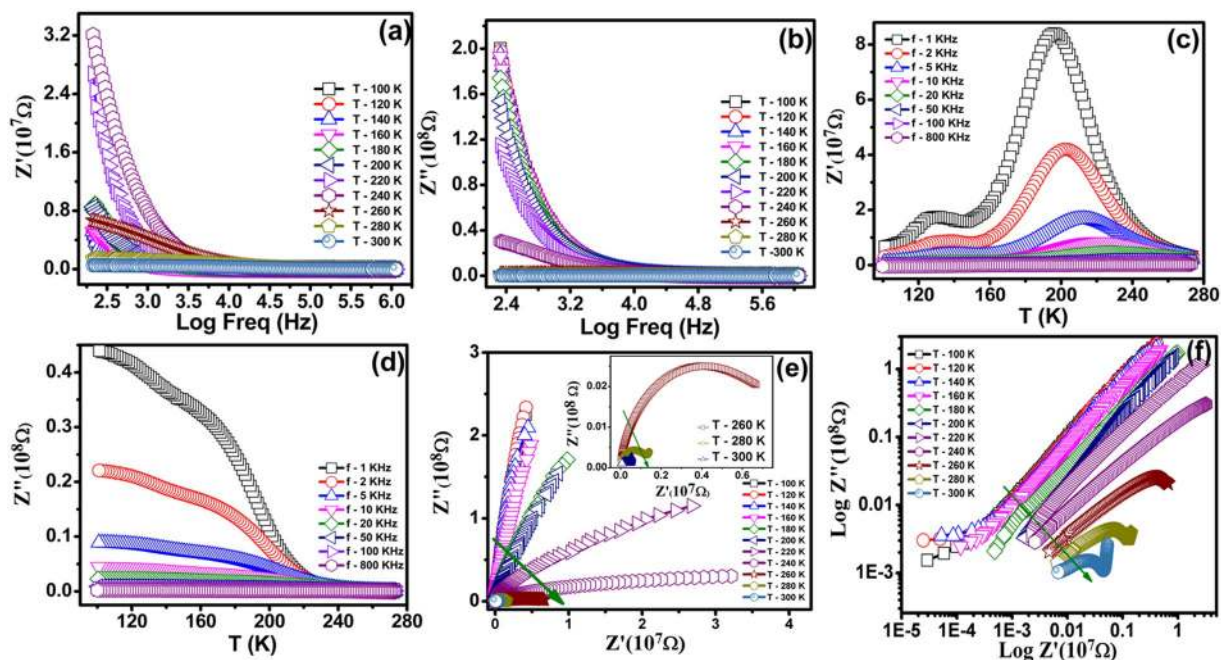 (a)
Z'(10⁷Ω)
3.2
2.4
1.6
0.8
0.0
T - 100 K
T - 120 K
T - 140 K
T - 160 K
T - 180 K
T - 200 K
T - 220 K
T - 240 K
T - 260 K
T - 280 K
T - 300 K
2.5 3.0 3.5 4.0 4.5 5.0 5.5 6.0
Log Freq (Hz)
(b)
Z''(10⁸Ω)
2.0
1.6
1.2
0.8
0.4
0.0
T - 100 K
T - 120 K
T - 140 K
T - 160 K
T - 180 K
T - 200 K
T - 220 K
T - 240 K
T - 260 K
T - 280 K
T -300 K
2.4 3.2 4.0 4.8 5.6
Log Freq (Hz)
(c)
Z'(10⁷Ω)
8
6
4
2
0
f - 1 KHz
f - 2 KHz
f - 5 KHz
f - 10 KHz
f - 20 KHz
f - 50 KHz
f - 100 KHz
f - 800 KHz
120 160 200 240 280
T (K)
(d)
Z''(10⁸Ω)
0.4
0.3
0.2
0.1
0.0
f - 1 KHz
f - 2 KHz
f - 5 KHz
f - 10 KHz
f - 20 KHz
f - 50 KHz
f - 100 KHz
f - 800 KHz
120 160 200 240 280
T (K)
(e)
Z''(10⁸Ω)
3
2
1
0
Z''(10⁸ Ω)
0.02
0.01
0.00
T - 260 K
T - 280 K
T - 300 K
0.0 0.2 0.4 0.6
Z'(10⁷Ω)
T - 100 K
T - 120 K
T - 140 K
T - 160 K
T - 180 K
T - 200 K
T - 220 K
T - 240 K
T - 260 K
T - 280 K
T - 300 K
0 1 2 3 4
Z'(10⁷Ω)
(f)
Log Z''(10⁸Ω)
1
0.1
0.01
1E-3
T - 100 K
T - 120 K
T - 140 K
T - 160 K
T - 180 K
T - 200 K
T - 220 K
T - 240 K
T - 260 K
T - 280 K
T - 300 K
1E-5 1E-4 1E-3 0.01 0.1 1
Log Z'(10⁷Ω)